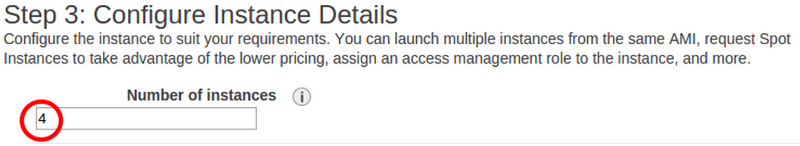 Step 3: Configure Instance Details
Configure the instance to suit your requirements. You can launch multiple instances from the same AMI, request Spot
Instances to take advantage of the lower pricing, assign an access management role to the instance, and more.
Number of instances i
4